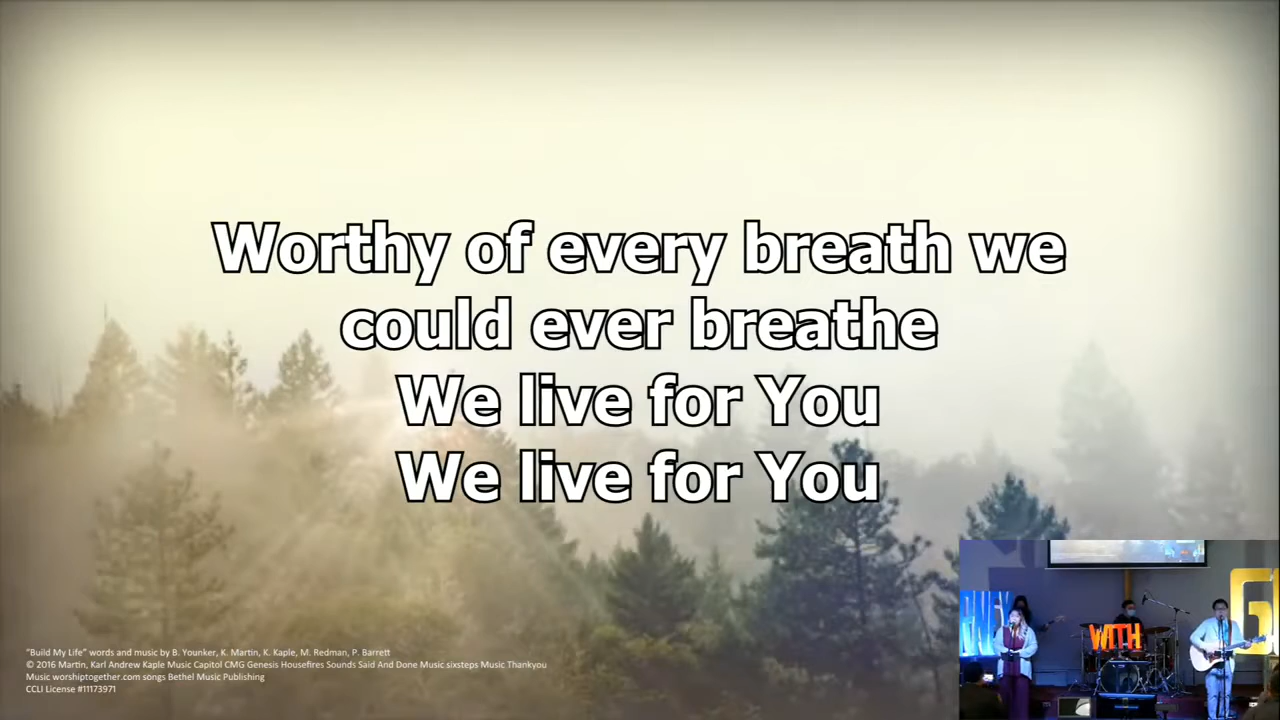 Worthy of every breath we
could ever breathe
We live for You
We live for You
"Build My Life" words and music by B. Younker, K. Martin, K. Kaple, M. Redman, P. Barrett
© 2016 Martin, Karl Andrew Kaple Music Capitol CMG Genesis Housefires Sounds Said And Done Music sixsteps Music Thankyou
Music worshiptogether.com songs Bethel Music Publishing
CCLI License #11173971
WITH